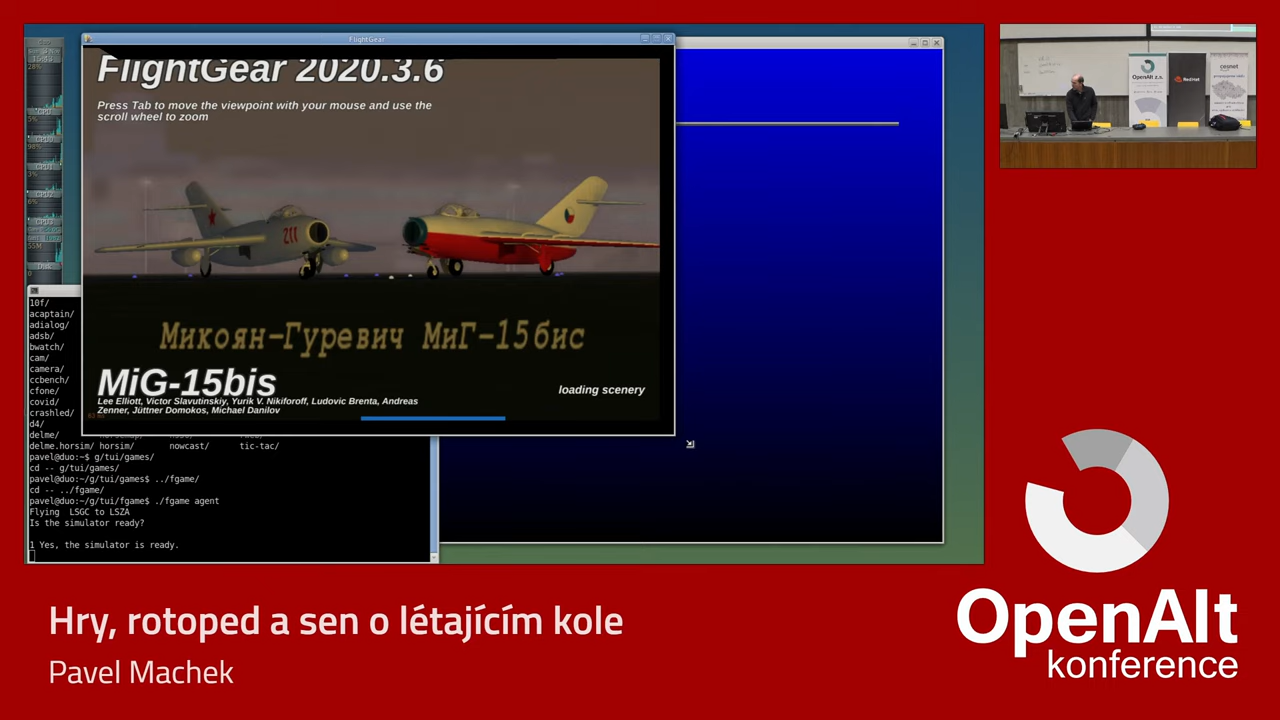 FlightGear
FlightGear 2020.3.6
Press Tab to move the viewpoint with your mouse and use the
scroll wheel to zoom
211
Микоян-Гуревич МиГ-15бис
MiG-15bis
loading scenery
Lee Elliott, Victor Slavutinskiy, Yurik V. Nikiforoff, Ludovic Brenta, Andreas
Zenner, Jüttner Domokos, Michael Danilov
10f/
acaptain/
adialog/
adsb/
bwatch/
cam/
camera/
ccbench/
cfone/
covid/
crashled/
d4/
delme/
delme.horsim/ horsim/ nowcast/ tic-tac/
pavel@duo:~$ g/tui/games/
cd -- g/tui/games/
pavel@duo:~/g/tui/games$ ../fgame/
cd -- ../fgame/
pavel@duo:~/g/tui/fgame$ ./fgame agent
Flying LSGC to LSZA
Is the simulator ready?
1 Yes, the simulator is ready.
OpenAlt z.s.
Red Hat
cesnet
Hry, rotoped a sen o létajícím kole
Pavel Machek
OpenAlt
konference